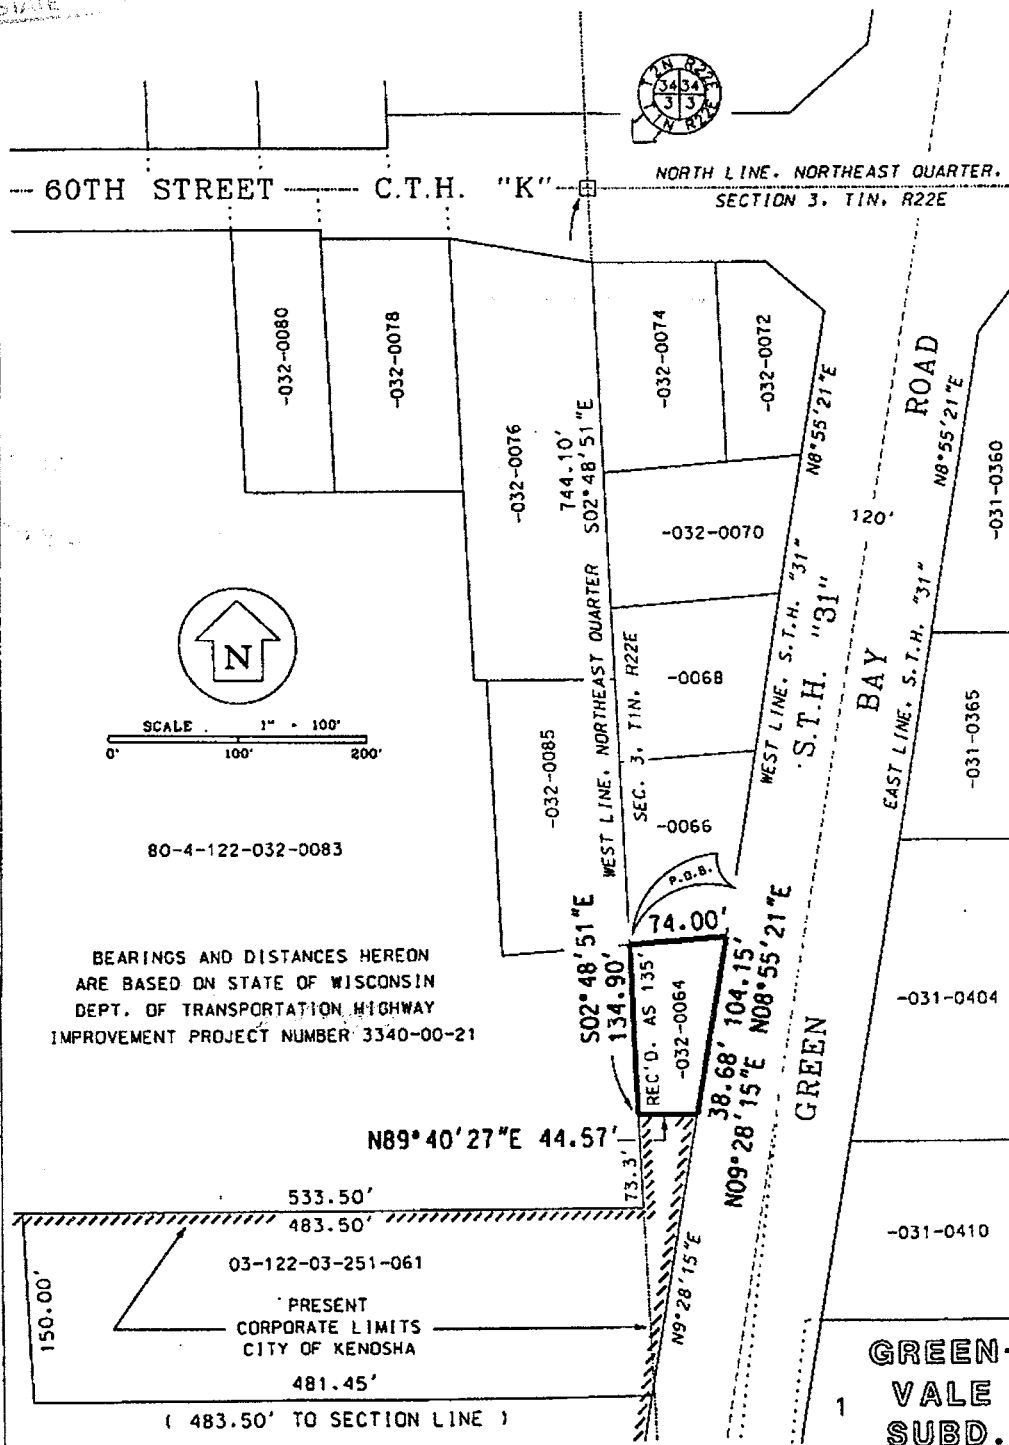 STATE
T2N R22E
34 34
3 3
T1N R22E
60TH STREET C.T.H. "K"
NORTH LINE, NORTHEAST QUARTER,
SECTION 3, T1N, R22E
-032-0080
-032-0078
-032-0076
744.10'
S02°48'51"E
-032-0074
-032-0072
N8°55'21"E
ROAD
N8°55'21"E
-031-0360
120'
-032-0070
WEST LINE, NORTHEAST QUARTER
SEC. 3, T1N, R22E
-0068
WEST LINE, S.T.H. "31"
S.T.H. "31"
BAY
EAST LINE, S.T.H. "31"
-031-0365
N
SCALE 1" = 100'
0' 100' 200'
-032-0085
-0066
80-4-122-032-0083
P.O.B.
74.00'
S02°48'51"E
134.90'
REC'D. AS 135'
-032-0064
38.68' 104.15'
N09°28'15"E N08°55'21"E
GREEN
-031-0404
BEARINGS AND DISTANCES HEREON
ARE BASED ON STATE OF WISCONSIN
DEPT. OF TRANSPORTATION HIGHWAY
IMPROVEMENT PROJECT NUMBER 3340-00-21
N89°40'27"E 44.57'
73.3'
533.50'
483.50'
03-122-03-251-061
150.00'
PRESENT
CORPORATE LIMITS
CITY OF KENOSHA
N9°28'15"E
-031-0410
481.45'
( 483.50' TO SECTION LINE )
1
GREEN-
VALE
SUBD.